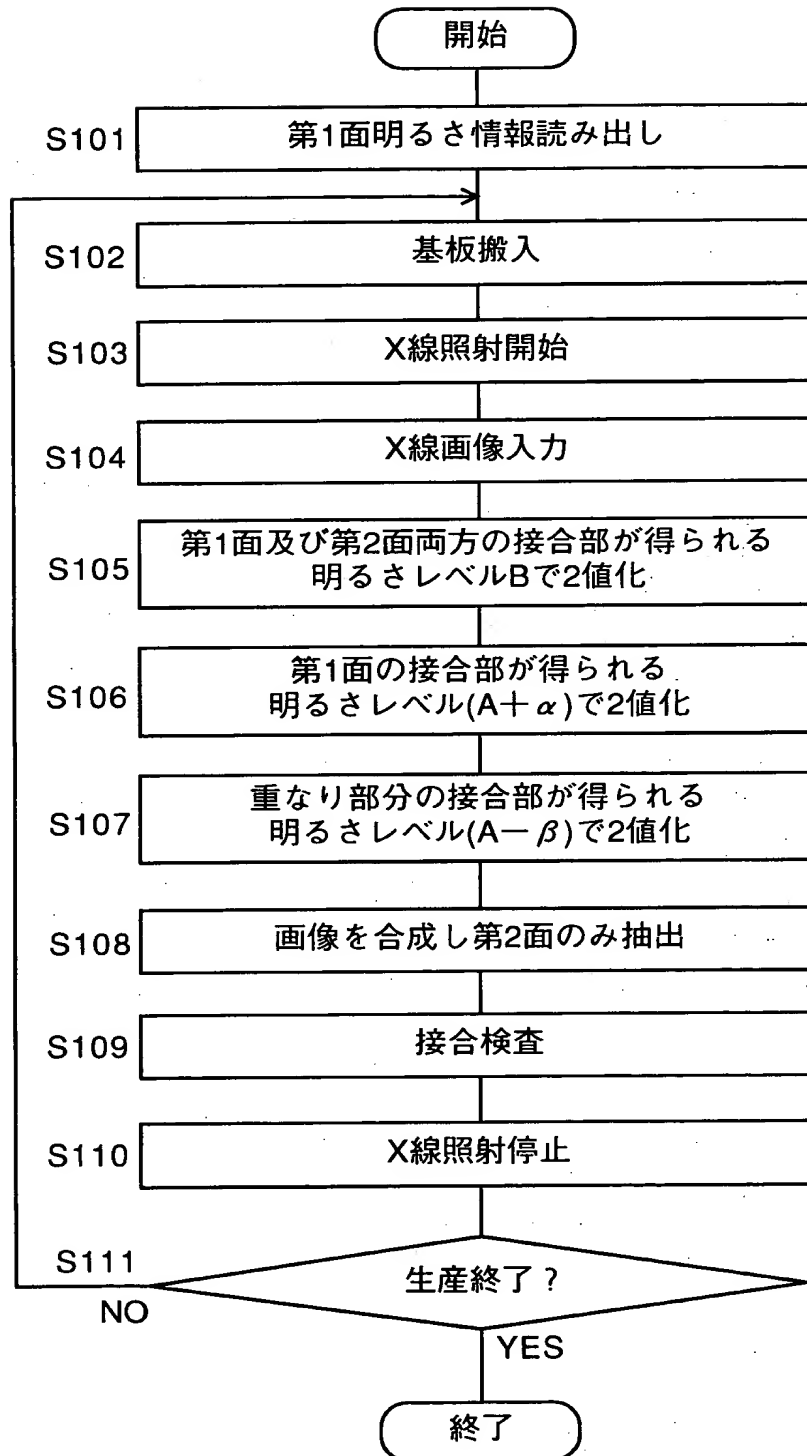 開始
S101
第1面明るさ情報読み出し
S102
基板搬入
S103
X線照射開始
S104
X線画像入力
S105
第1面及び第2面両方の接合部が得られる
明るさレベルBで2値化
S106
第1面の接合部が得られる
明るさレベル(A+α)で2値化
S107
重なり部分の接合部が得られる
明るさレベル(A-β)で2値化
S108
画像を合成し第2面のみ抽出
S109
接合検査
S110
X線照射停止
S111
生産終了?
NO
YES
終了